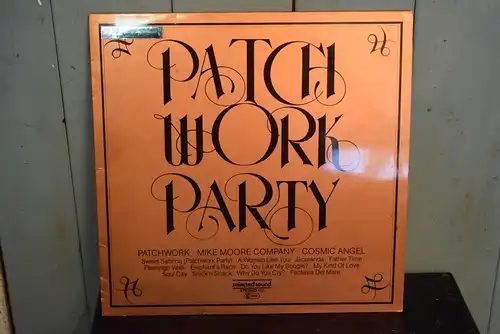 PATCH
WORK
PARTY
PATCHWORK MIKE MOORE COMPANY COSMIC ANGEL
Sweet Sabrina (Patchwork Party) A Woman Like You Jacaranda Father Time
Flamingo Walk Elephant's Race Do You Like My Boogie? My Kind Of Love
Soul City Snick'n Snack Why Do You Cry? Fantasia Del Mare
selected sound